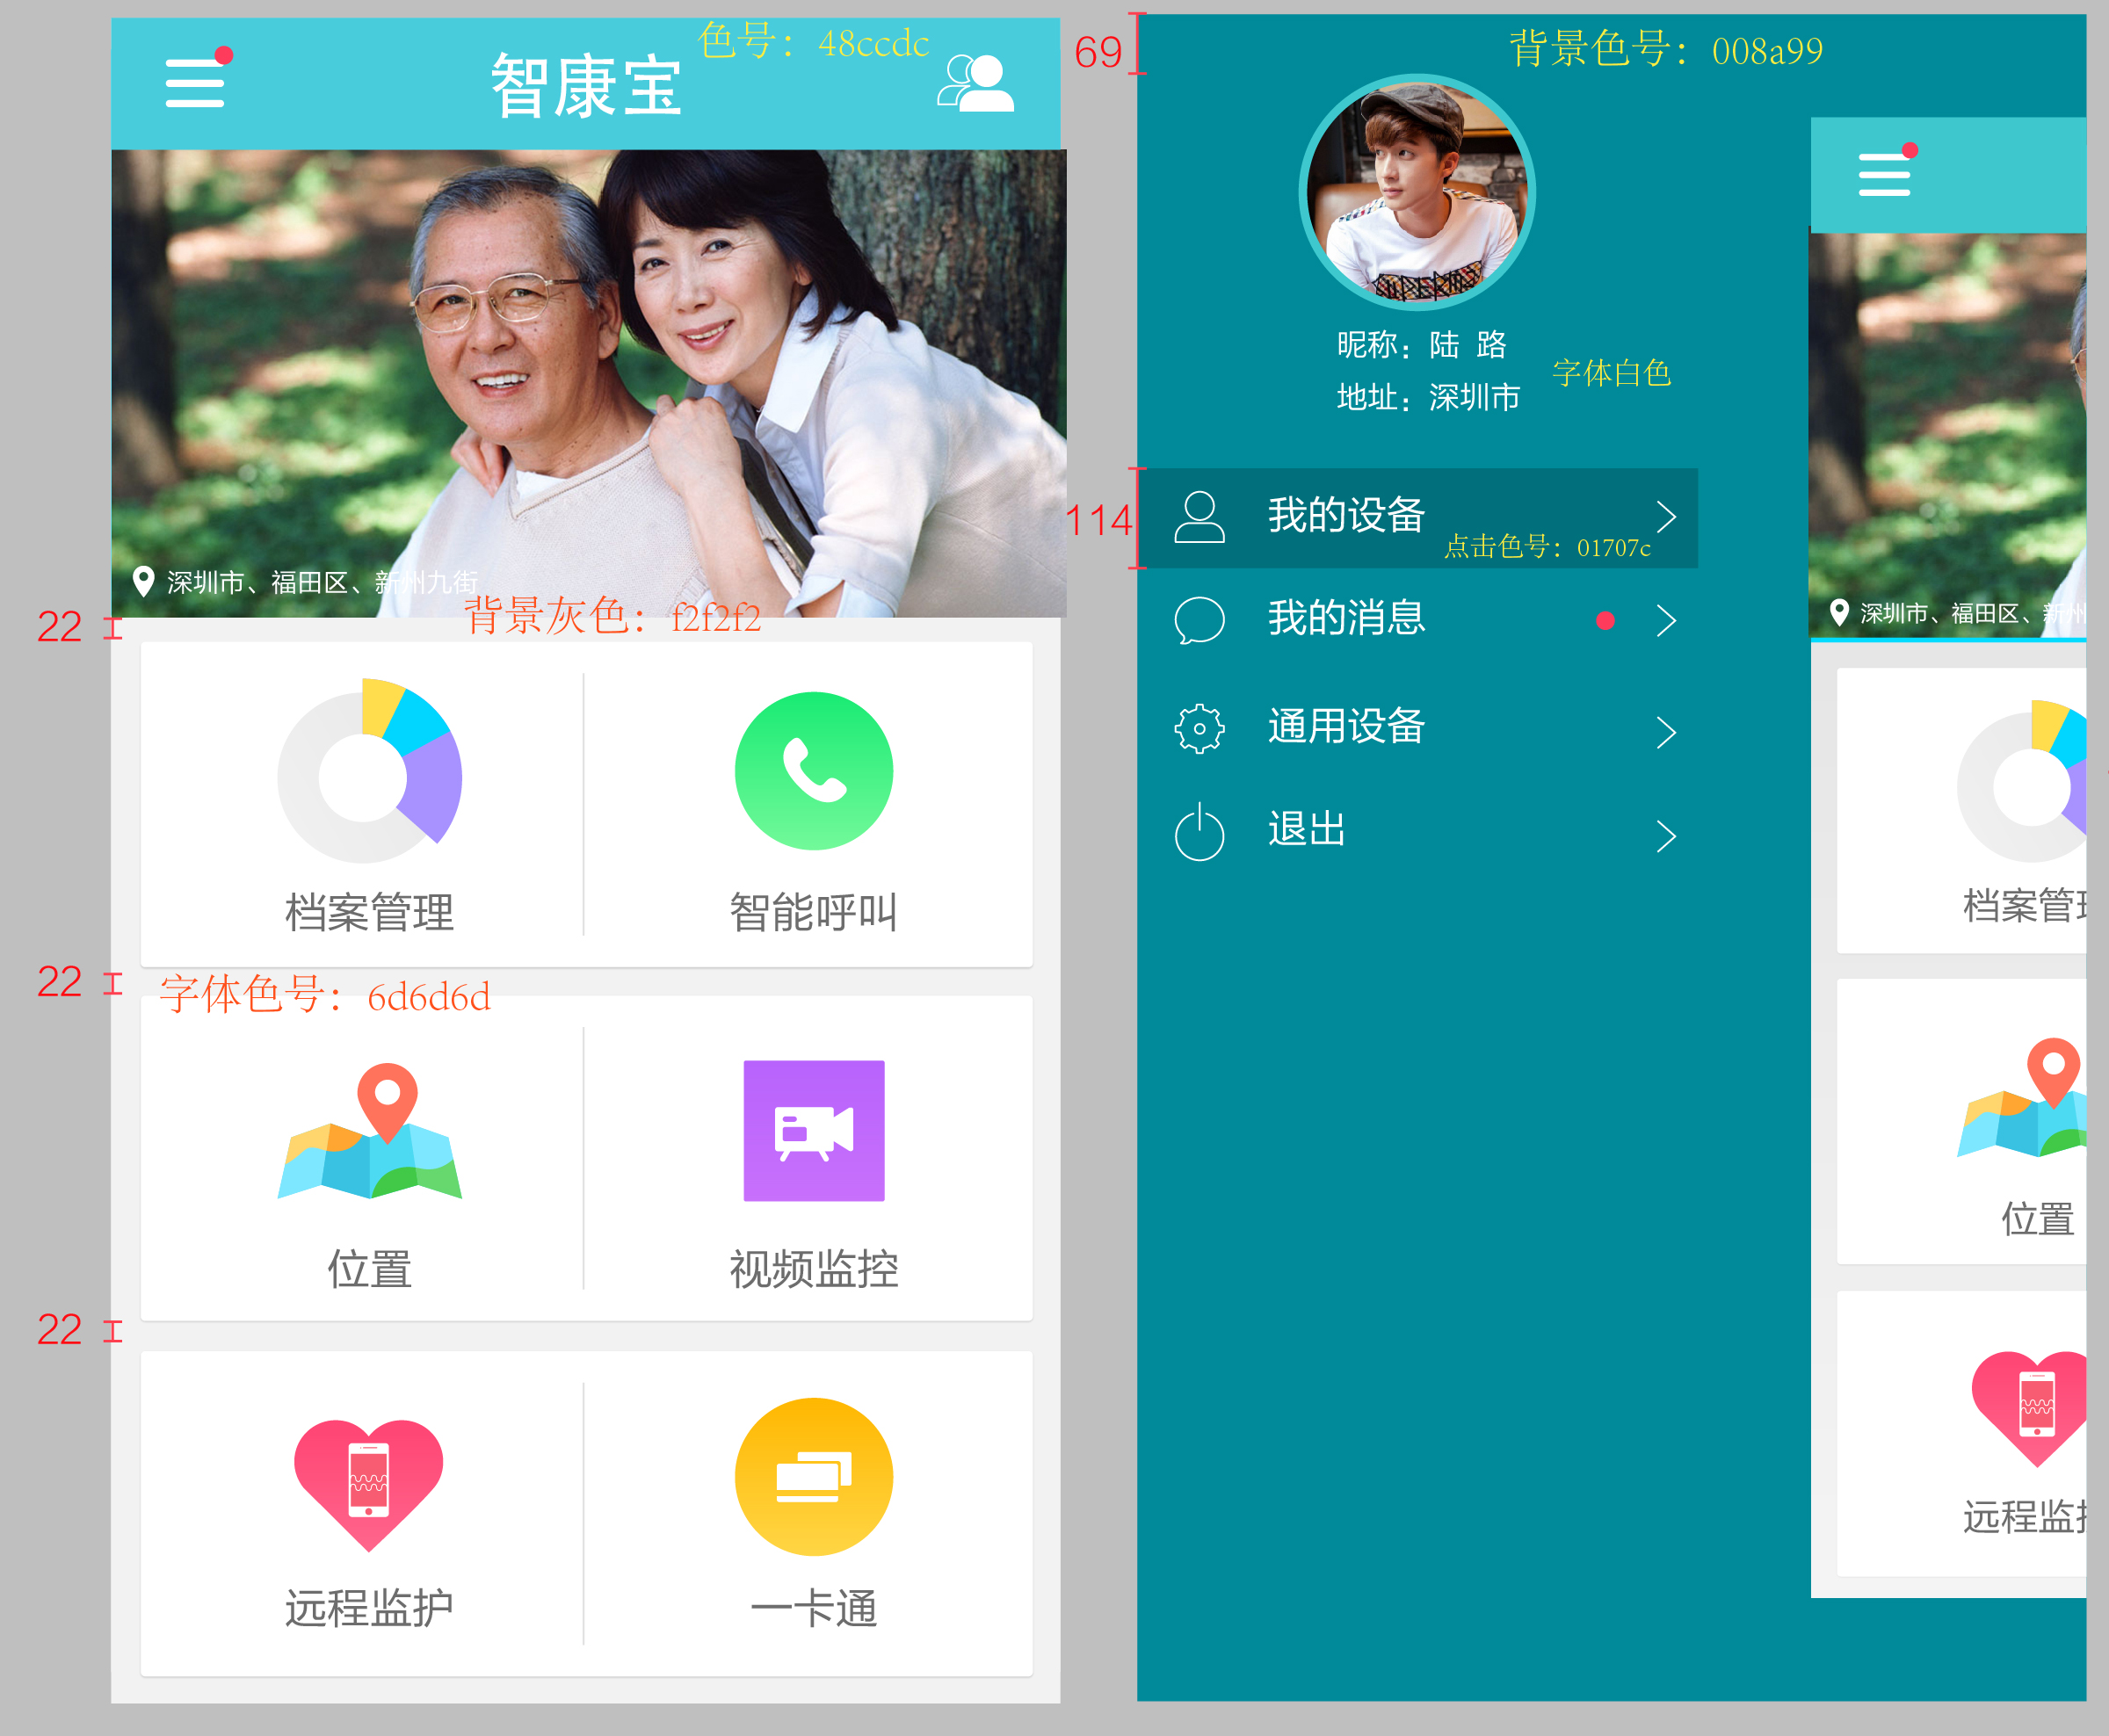 色号：48ccdc
智康宝
深圳市、福田区、新州九街
22
背景灰色：f2f2f2
档案管理
智能呼叫
22
字体色号：6d6d6d
位置
视频监控
22
远程监护
一卡通
69
背景色号：008a99
昵称：陆 路
字体白色
地址：深圳市
114
我的设备
点击色号：01707c
我的消息
通用设备
退出
深圳市、福田区、新州
档案管
位置
远程监